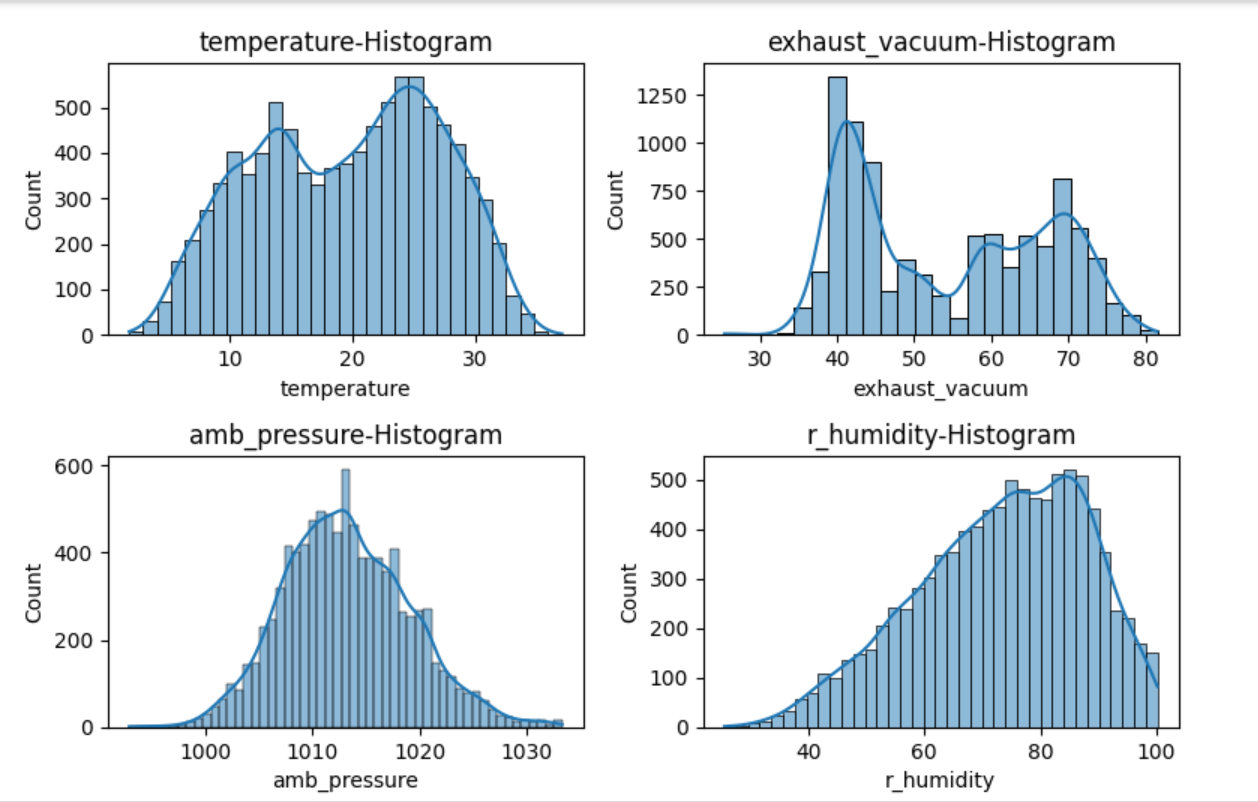 temperature-Histogram
exhaust_vacuum-Histogram
500
400
300
200
100
0
Count
10 20 30
temperature
1250
1000
750
500
250
0
Count
30 40 50 60 70 80
exhaust_vacuum
amb_pressure-Histogram
r_humidity-Histogram
600
400
200
0
Count
1000 1010 1020 1030
amb_pressure
500
400
300
200
100
0
Count
40 60 80 100
r_humidity